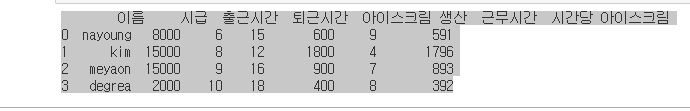 이름 시급 출근시간 퇴근시간 아이스크림 생산 근무시간 시간당 아이스크림
0 nayoung 8000 6 15 600 9 591
1 kim 15000 8 12 1800 4 1796
2 meyaon 15000 9 16 900 7 893
3 degrea 2000 10 18 400 8 392